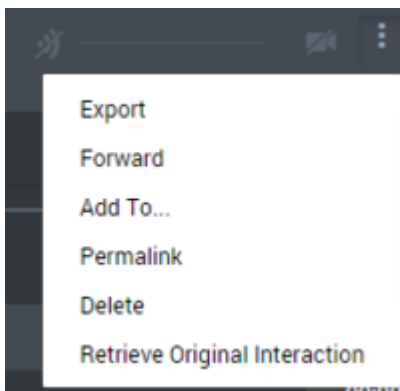 Export
Forward
Add To...
Permalink
Delete
Retrieve Original Interaction